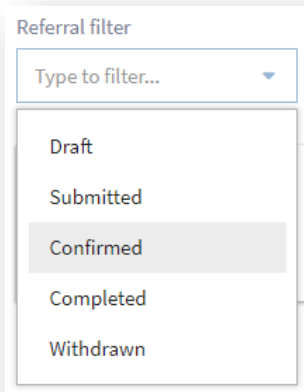 Referral filter
Type to filter...
Draft
Submitted
Confirmed
Completed
Withdrawn